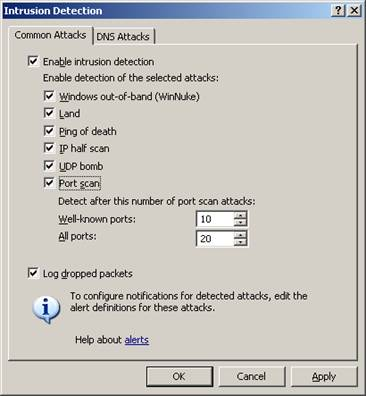 Intrusion Detection
Common Attacks DNS Attacks
Enable intrusion detection
Enable detection of the selected attacks:
Windows out-of-band (WinNuke)
Land
Ping of death
IP half scan
UDP bomb
Port scan
Detect after this number of port scan attacks:
Well-known ports: 10
All ports: 20
Log dropped packets
To configure notifications for detected attacks, edit the
alert definitions for these attacks.
Help about alerts
OK Cancel Apply